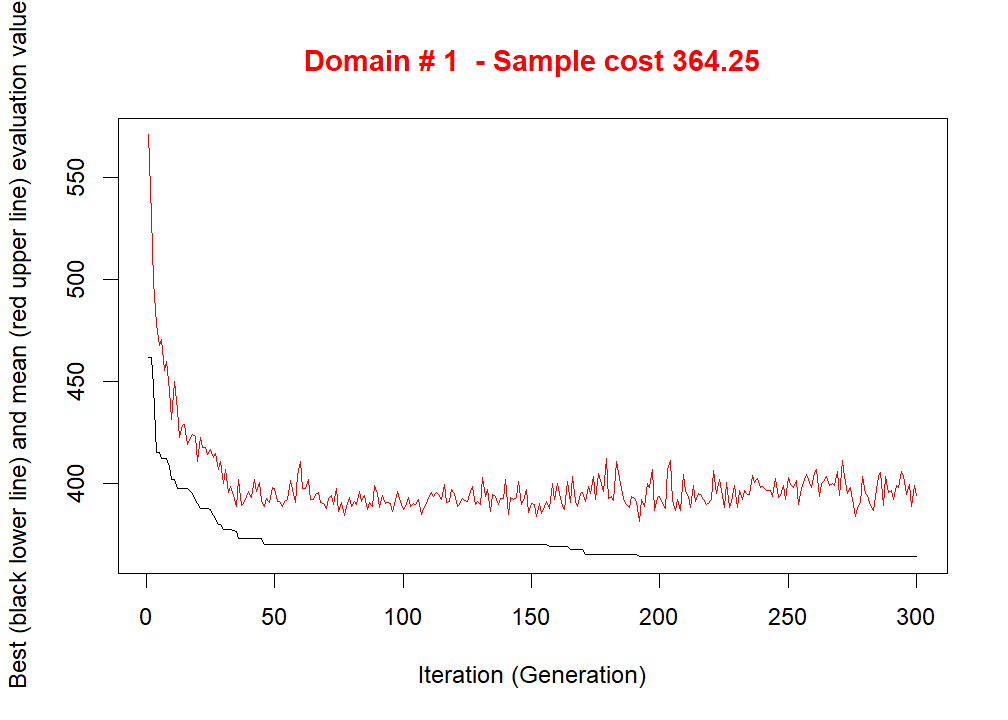 Domain # 1  - Sample cost 364.25
Best (black lower line) and mean (red upper line) evaluation value
550
500
450
400
0 50 100 150 200 250 300
Iteration (Generation)